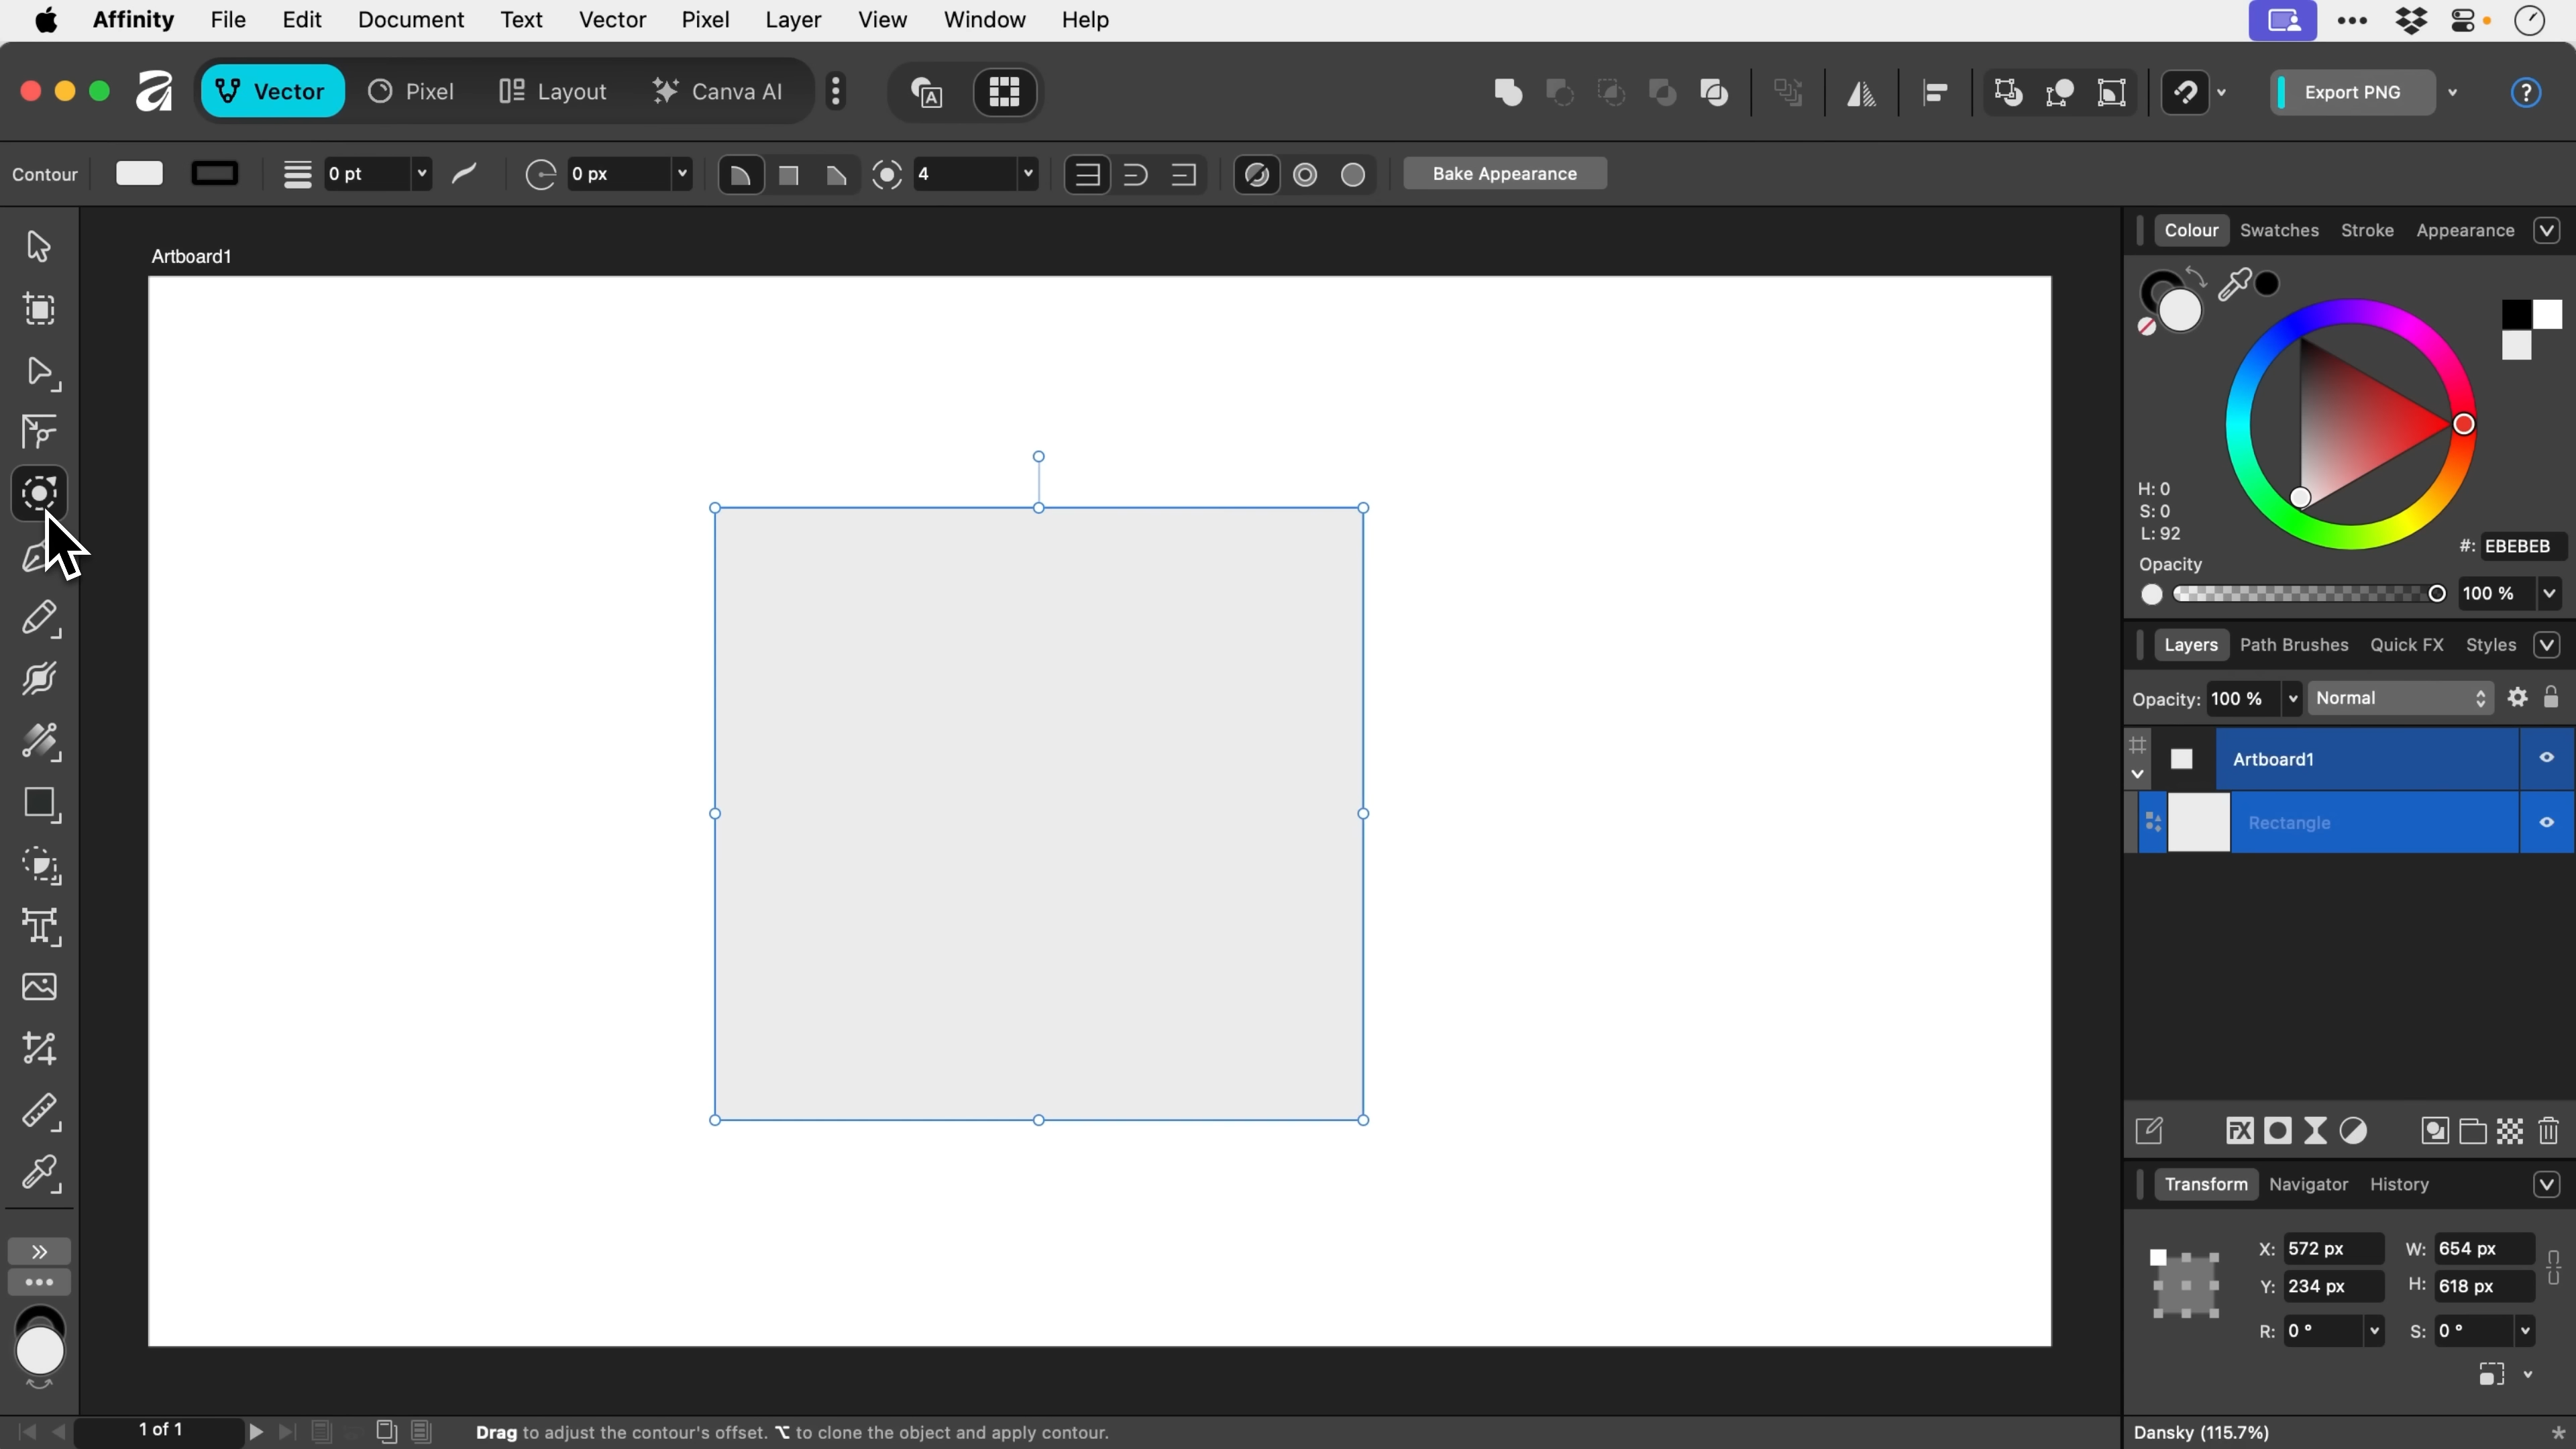 Affinity File Edit Document Text Vector Pixel Layer View Window Help
Vector Pixel Layout Canva AI Export PNG ?
Contour 0 pt 0 px 4 Bake Appearance
Artboard1
Colour Swatches Stroke Appearance
H: 0
S: 0
L: 92
#: EBEBEB
Opacity
100 %
Layers Path Brushes Quick FX Styles
Opacity: 100 % Normal
Artboard1
Rectangle
FX
Transform Navigator History
X: 572 px W: 654 px
Y: 234 px H: 618 px
R: 0 ° S: 0 °
1 of 1 Drag to adjust the contour's offset. ⌥ to clone the object and apply contour. Dansky (115.7%) *